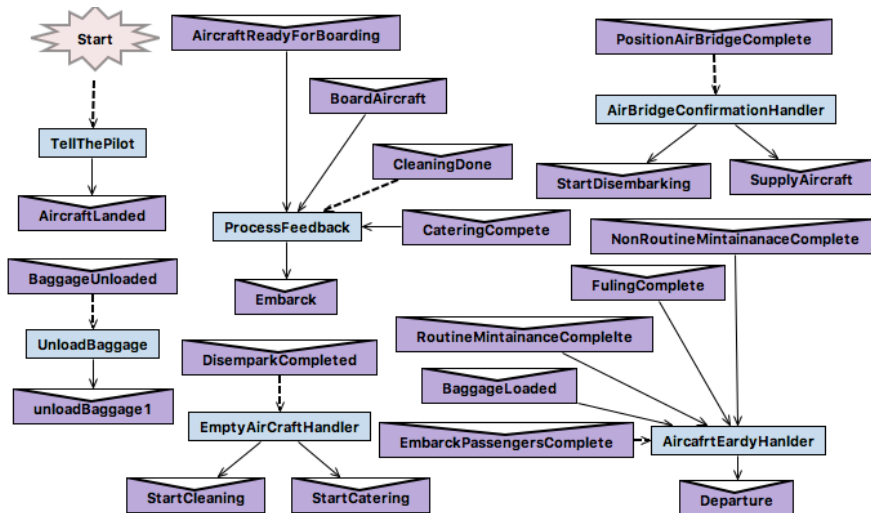 Start
AircraftReadyForBoarding
PositionAirBridgeComplete
BoardAircraft
AirBridgeConfirmationHandler
TellThePilot
CleaningDone
StartDisembarking
SupplyAircraft
AircraftLanded
ProcessFeedback
CateringCompete
NonRoutineMintainanaceComplete
BaggageUnloaded
Embarck
FulingComplete
UnloadBaggage
DisemparkCompleted
RoutineMintainanceComplelte
BaggageLoaded
unloadBaggage1
EmptyAirCraftHandler
EmbarckPassengersComplete
AircafrtEardyHanlder
StartCleaning
StartCatering
Departure